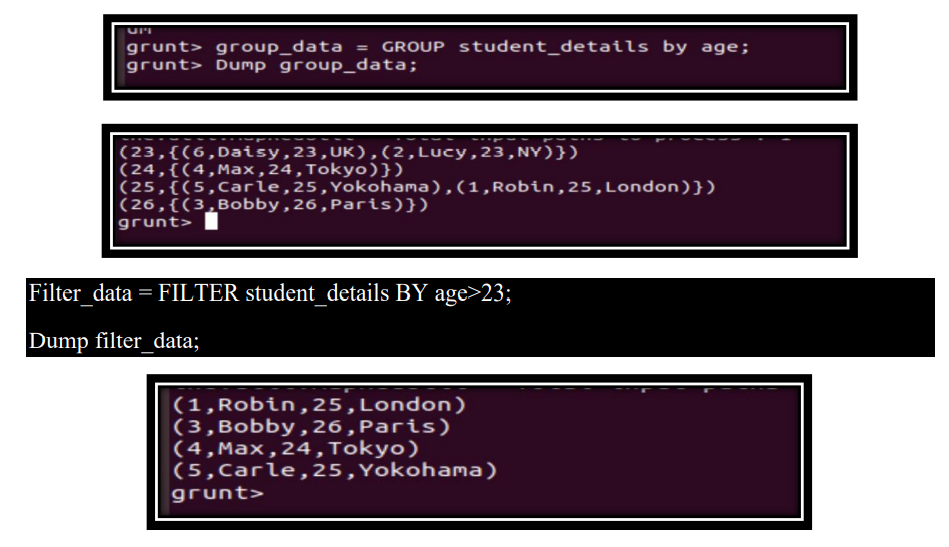 grunt> group_data = GROUP student_details by age;
grunt> Dump group_data;
(23,{(6,Daisy,23,UK),(2,Lucy,23,NY)})
(24,{(4,Max,24,Tokyo)})
(25,{(5,Carle,25,Yokohama),(1,Robin,25,London)})
(26,{(3,Bobby,26,Paris)})
grunt>
Filter_data = FILTER student_details BY age>23;
Dump filter_data;
(1,Robin,25,London)
(3,Bobby,26,Paris)
(4,Max,24,Tokyo)
(5,Carle,25,Yokohama)
grunt>